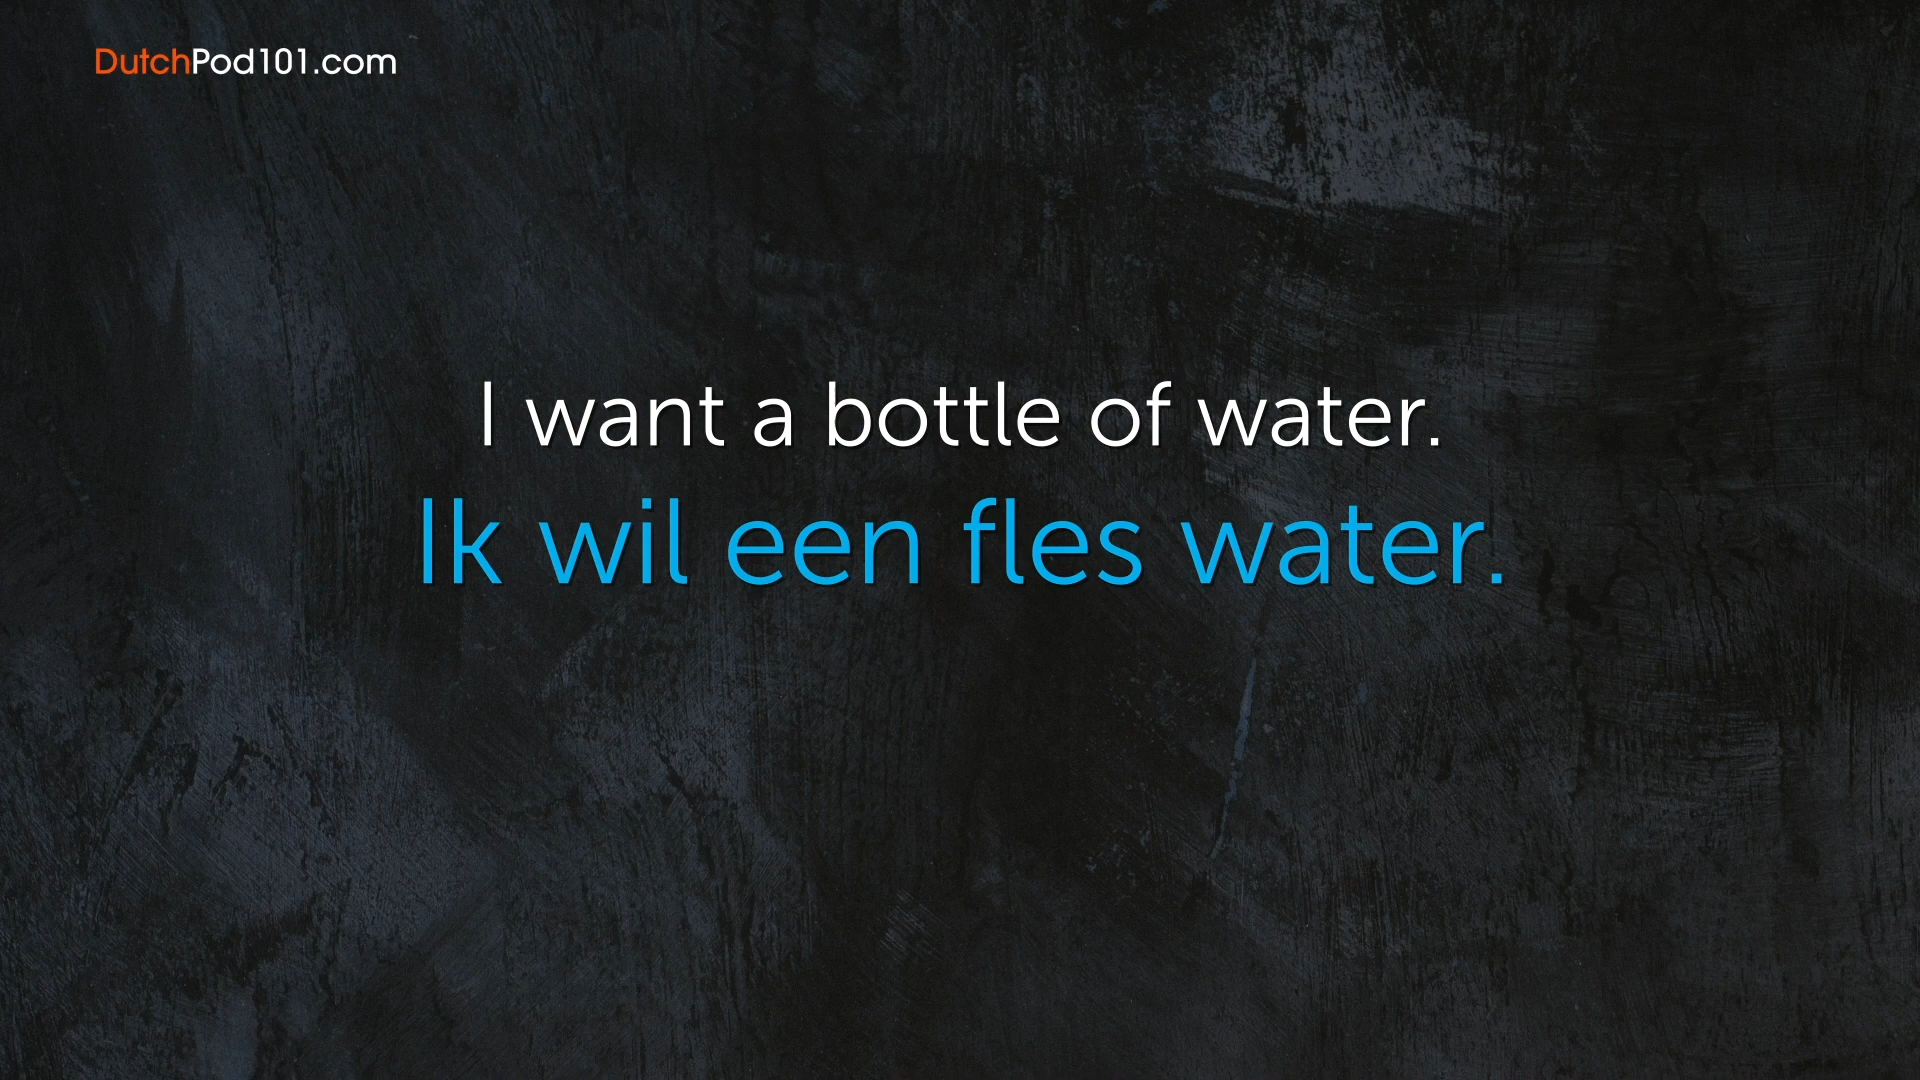 DutchPod101.com
I want a bottle of water.
Ik wil een fles water.